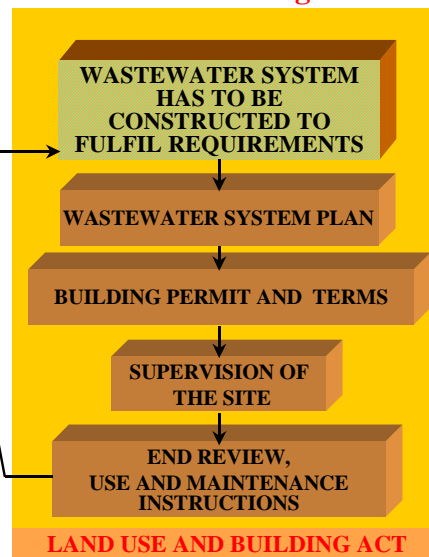 WASTEWATER SYSTEM
HAS TO BE
CONSTRUCTED TO
FULFIL REQUIREMENTS
WASTEWATER SYSTEM PLAN
BUILDING PERMIT AND TERMS
SUPERVISION OF
THE SITE
END REVIEW,
USE AND MAINTENANCE
INSTRUCTIONS
LAND USE AND BUILDING ACT